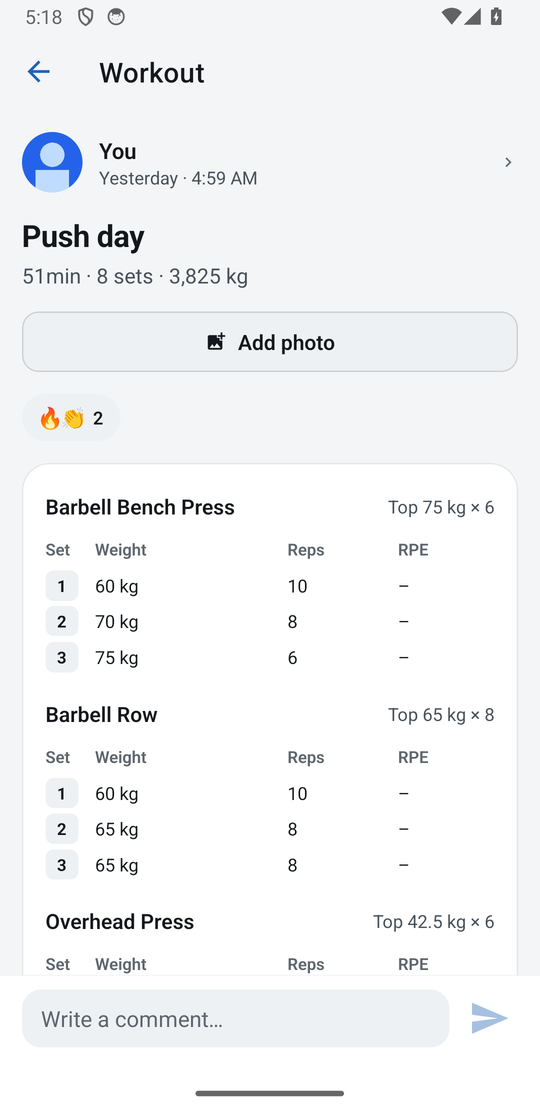 5:18
Workout
You
Yesterday · 4:59 AM
Push day
51min · 8 sets · 3,825 kg
Add photo
🔥👏 2
Barbell Bench Press Top 75 kg × 6
Set Weight Reps RPE
1 60 kg 10 –
2 70 kg 8 –
3 75 kg 6 –
Barbell Row Top 65 kg × 8
Set Weight Reps RPE
1 60 kg 10 –
2 65 kg 8 –
3 65 kg 8 –
Overhead Press Top 42.5 kg × 6
Set Weight Reps RPE
Write a comment…